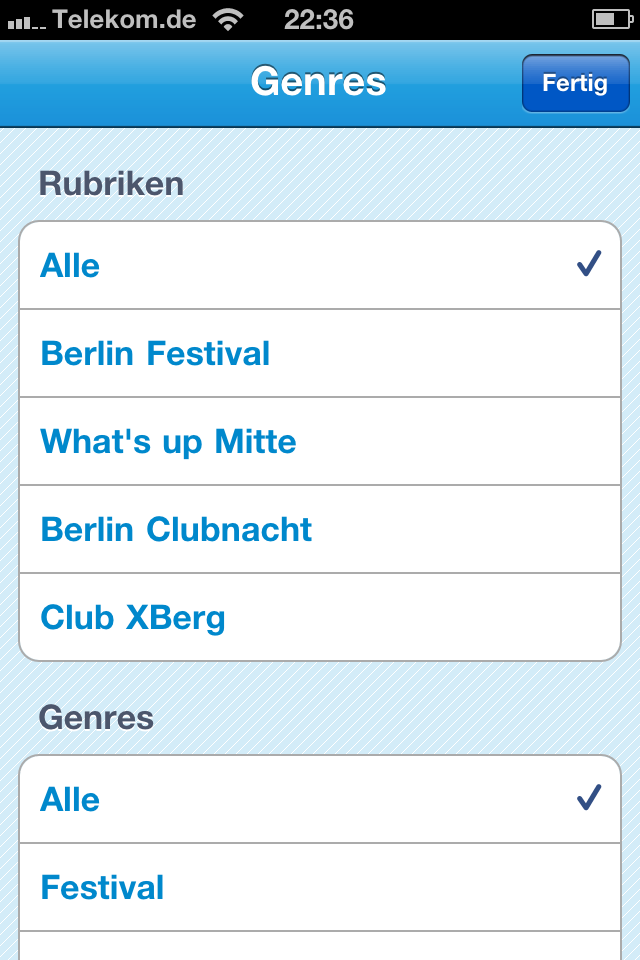 Telekom.de 22:36
Genres
Fertig
Rubriken
Alle
Berlin Festival
What's up Mitte
Berlin Clubnacht
Club XBerg
Genres
Alle
Festival